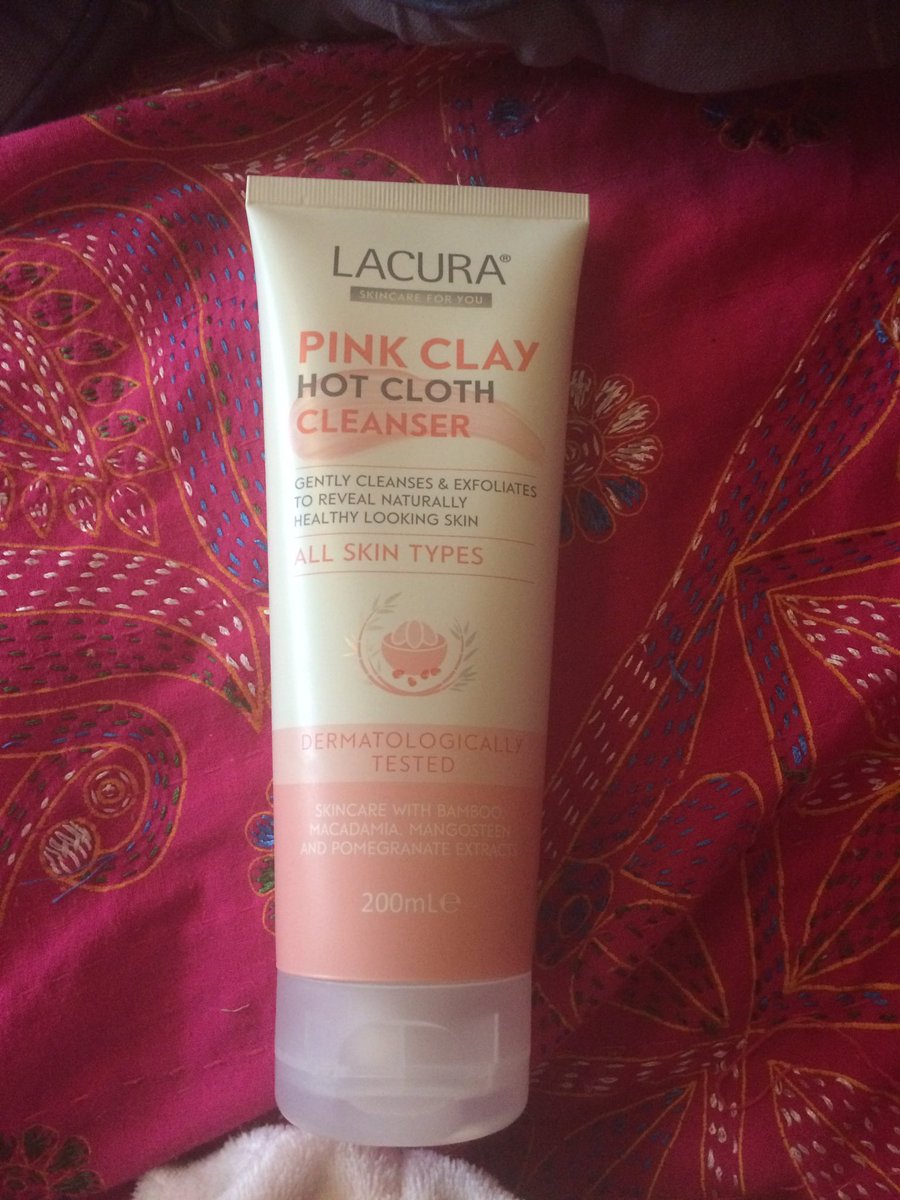 LACURA®
SKINCARE FOR YOU
PINK CLAY
HOT CLOTH
CLEANSER
GENTLY CLEANSES & EXFOLIATES
TO REVEAL NATURALLY
HEALTHY LOOKING SKIN
ALL SKIN TYPES
DERMATOLOGICALLY
TESTED
SKINCARE WITH BAMBOO,
MACADAMIA, MANGOSTEEN
AND POMEGRANATE EXTRACTS
200mL℮